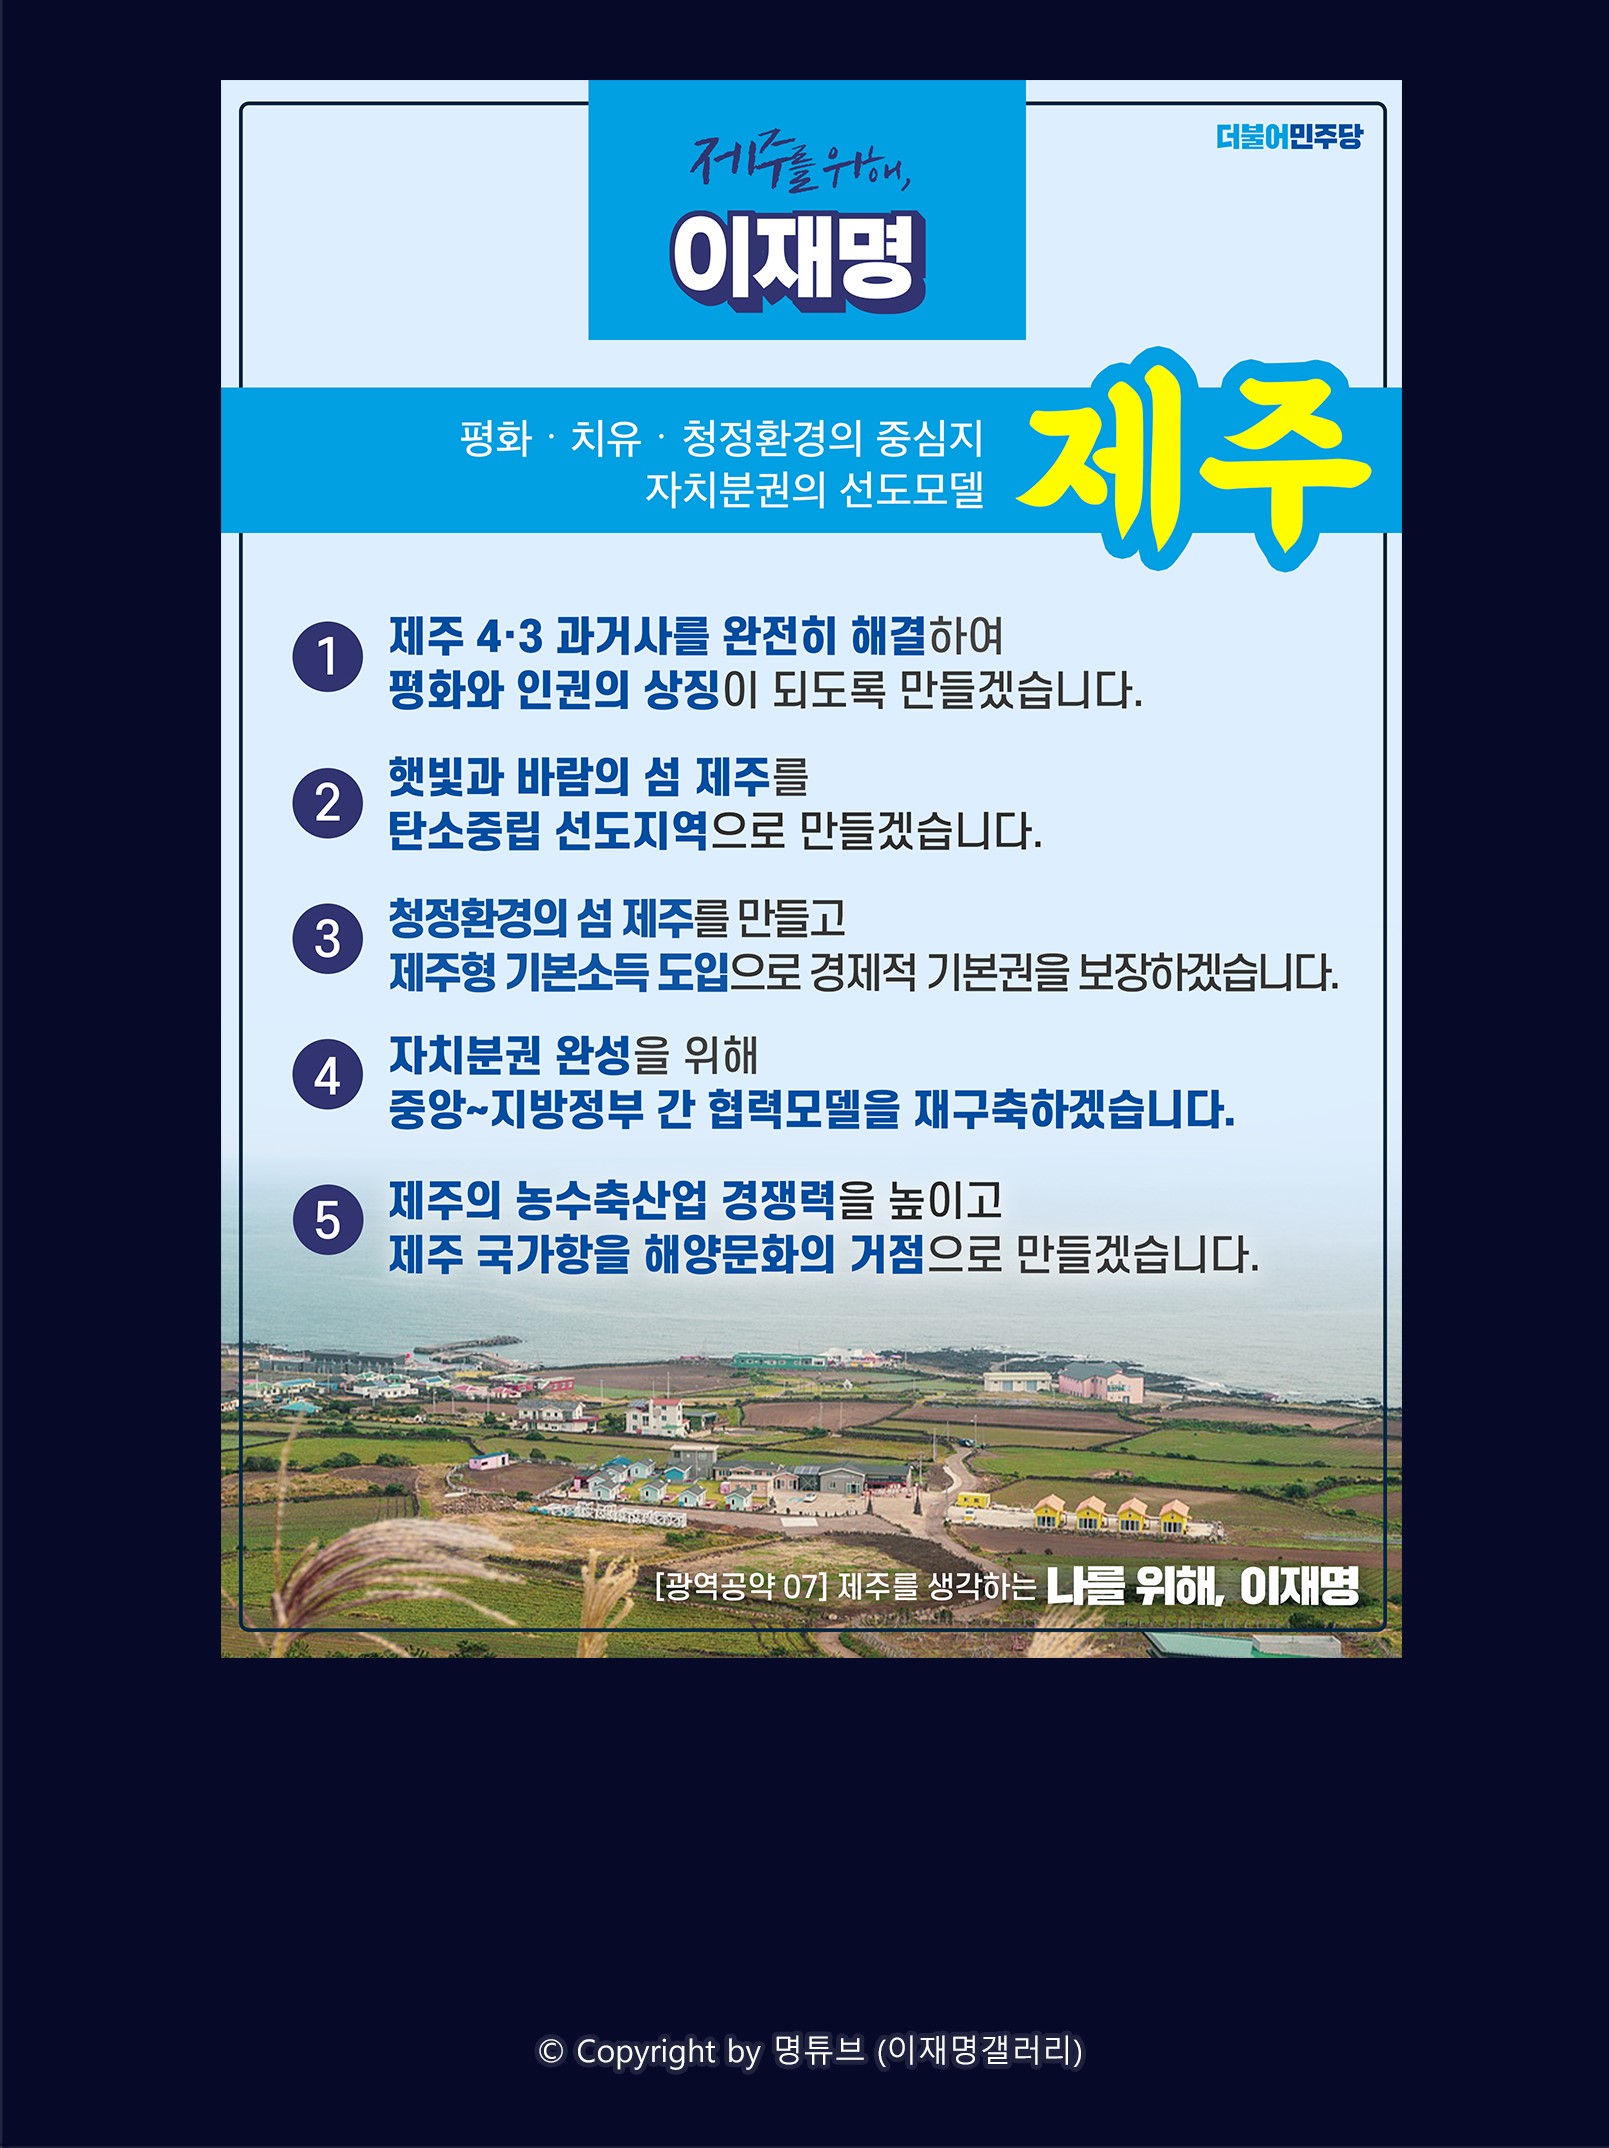 더불어민주당
제주를 위해,
이재명
평화 · 치유 · 청정환경의 중심지
자치분권의 선도모델
제주
1 제주 4·3 과거사를 완전히 해결하여
평화와 인권의 상징이 되도록 만들겠습니다.
2 햇빛과 바람의 섬 제주를
탄소중립 선도지역으로 만들겠습니다.
3 청정환경의 섬 제주를 만들고
제주형 기본소득 도입으로 경제적 기본권을 보장하겠습니다.
4 자치분권 완성을 위해
중앙~지방정부 간 협력모델을 재구축하겠습니다.
5 제주의 농수축산업 경쟁력을 높이고
제주 국가항을 해양문화의 거점으로 만들겠습니다.
[광역공약 07] 제주를 생각하는 나를 위해, 이재명
© Copyright by 명튜브 (이재명갤러리)